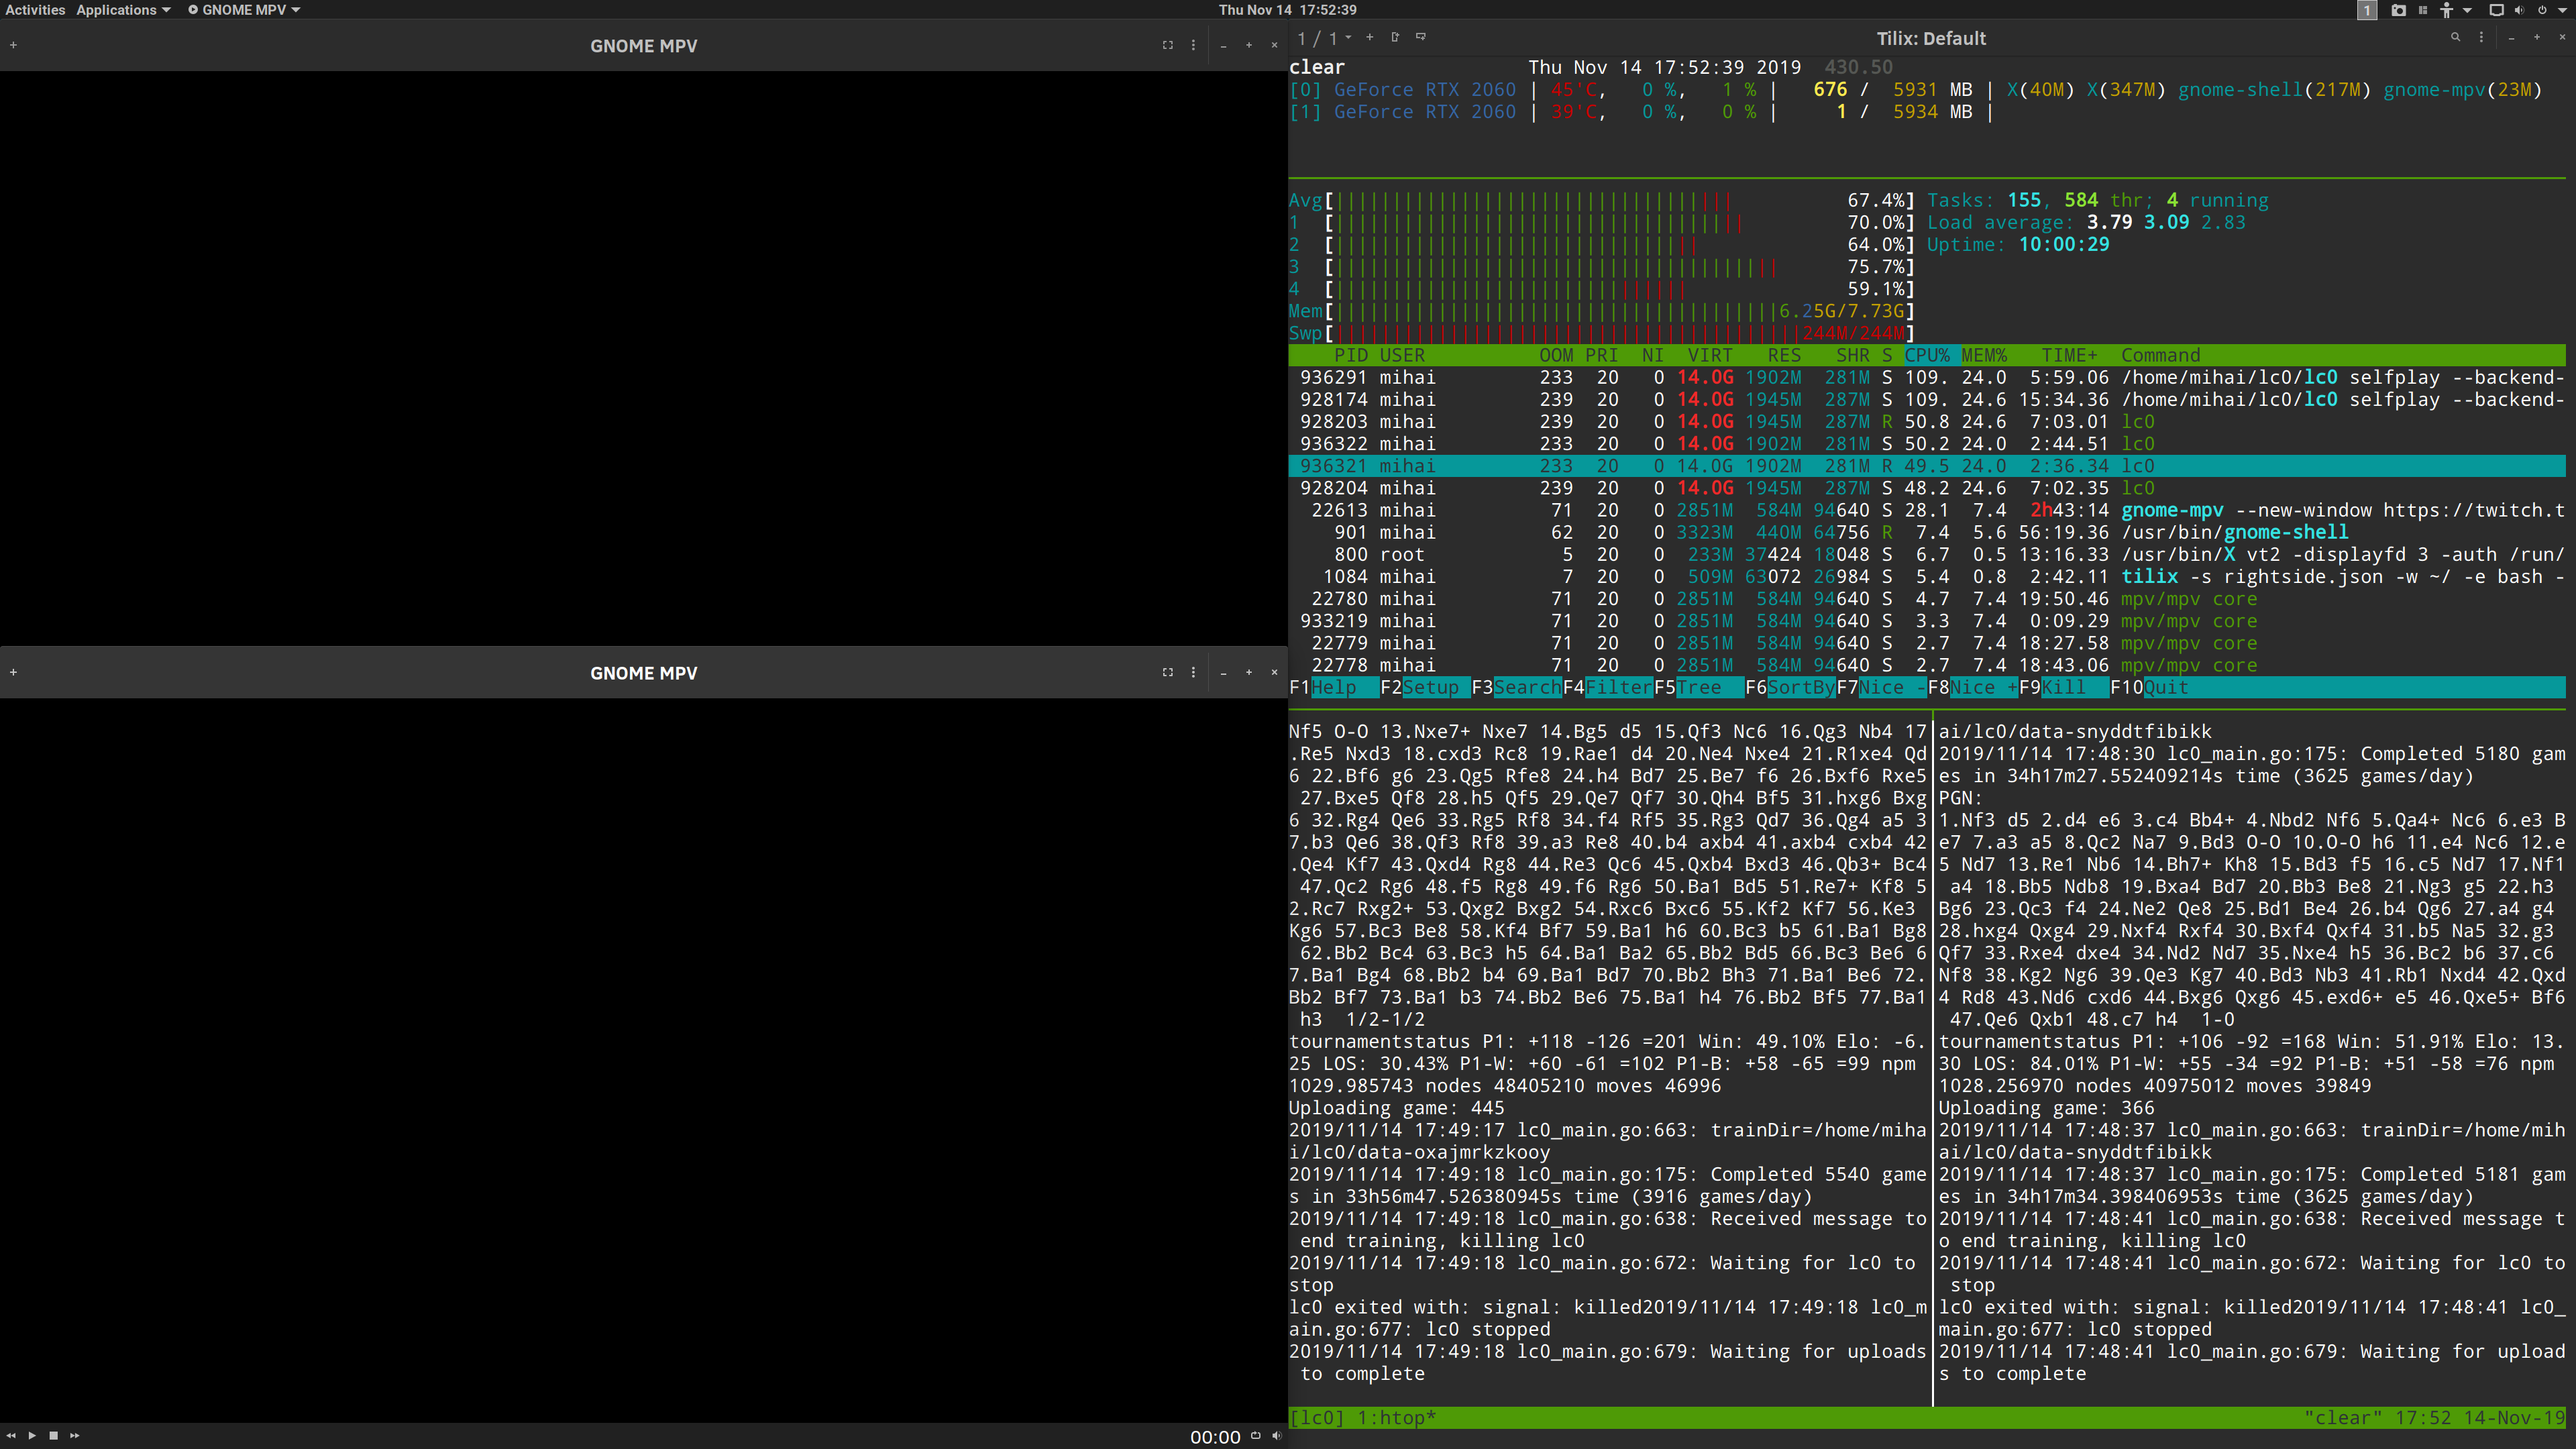 Activities Applications GNOME MPV Thu Nov 14 17:52:39 1
GNOME MPV
1 / 1 Tilix: Default
clear Thu Nov 14 17:52:39 2019 430.50
[0] GeForce RTX 2060 | 45'C, 0 %, 1 % | 676 / 5931 MB | X(40M) X(347M) gnome-shell(217M) gnome-mpv(23M)
[1] GeForce RTX 2060 | 39'C, 0 %, 0 % | 1 / 5934 MB |
Avg[ 67.4%] Tasks: 155, 584 thr; 4 running
1 [ 70.0%] Load average: 3.79 3.09 2.83
2 [ 64.0%] Uptime: 10:00:29
3 [ 75.7%]
4 [ 59.1%]
Mem[ 6.25G/7.73G]
Swp[ 244M/244M]
PID USER OOM PRI NI VIRT RES SHR S CPU% MEM% TIME+ Command
936291 mihai 233 20 0 14.0G 1902M 281M S 109. 24.0 5:59.06 /home/mihai/lc0/lc0 selfplay --backend-
928174 mihai 239 20 0 14.0G 1945M 287M S 109. 24.6 15:34.36 /home/mihai/lc0/lc0 selfplay --backend-
928203 mihai 239 20 0 14.0G 1945M 287M R 50.8 24.6 7:03.01 lc0
936322 mihai 233 20 0 14.0G 1902M 281M S 50.2 24.0 2:44.51 lc0
936321 mihai 233 20 0 14.0G 1902M 281M R 49.5 24.0 2:36.34 lc0
928204 mihai 239 20 0 14.0G 1945M 287M S 48.2 24.6 7:02.35 lc0
22613 mihai 71 20 0 2851M 584M 94640 S 28.1 7.4 2h43:14 gnome-mpv --new-window https://twitch.t
901 mihai 62 20 0 3323M 440M 64756 R 7.4 5.6 56:19.36 /usr/bin/gnome-shell
800 root 5 20 0 233M 37424 18048 S 6.7 0.5 13:16.33 /usr/bin/X vt2 -displayfd 3 -auth /run/
1084 mihai 7 20 0 509M 63072 26984 S 5.4 0.8 2:42.11 tilix -s rightside.json -w ~/ -e bash -
22780 mihai 71 20 0 2851M 584M 94640 S 4.7 7.4 19:50.46 mpv/mpv core
933219 mihai 71 20 0 2851M 584M 94640 S 3.3 7.4 0:09.29 mpv/mpv core
22779 mihai 71 20 0 2851M 584M 94640 S 2.7 7.4 18:27.58 mpv/mpv core
22778 mihai 71 20 0 2851M 584M 94640 S 2.7 7.4 18:43.06 mpv/mpv core
F1Help F2Setup F3SearchF4FilterF5Tree F6SortByF7Nice -F8Nice +F9Kill F10Quit
GNOME MPV
00:00
Nf5 O-O 13.Nxe7+ Nxe7 14.Bg5 d5 15.Qf3 Nc6 16.Qg3 Nb4 17
.Re5 Nxd3 18.cxd3 Rc8 19.Rae1 d4 20.Ne4 Nxe4 21.R1xe4 Qd
6 22.Bf6 g6 23.Qg5 Rfe8 24.h4 Bd7 25.Be7 f6 26.Bxf6 Rxe5
27.Bxe5 Qf8 28.h5 Qf5 29.Qe7 Qf7 30.Qh4 Bf5 31.hxg6 Bxg
6 32.Rg4 Qe6 33.Rg5 Rf8 34.f4 Rf5 35.Rg3 Qd7 36.Qg4 a5 3
7.b3 Qe6 38.Qf3 Rf8 39.a3 Re8 40.b4 axb4 41.axb4 cxb4 42
.Qe4 Kf7 43.Qxd4 Rg8 44.Re3 Qc6 45.Qxb4 Bxd3 46.Qb3+ Bc4
47.Qc2 Rg6 48.f5 Rg8 49.f6 Rg6 50.Ba1 Bd5 51.Re7+ Kf8 5
2.Rc7 Rxg2+ 53.Qxg2 Bxg2 54.Rxc6 Bxc6 55.Kf2 Kf7 56.Ke3
Kg6 57.Bc3 Be8 58.Kf4 Bf7 59.Ba1 h6 60.Bc3 b5 61.Ba1 Bg8
62.Bb2 Bc4 63.Bc3 h5 64.Ba1 Ba2 65.Bb2 Bd5 66.Bc3 Be6 6
7.Ba1 Bg4 68.Bb2 b4 69.Ba1 Bd7 70.Bb2 Bh3 71.Ba1 Be6 72.
Bb2 Bf7 73.Ba1 b3 74.Bb2 Be6 75.Ba1 h4 76.Bb2 Bf5 77.Ba1
h3 1/2-1/2
tournamentstatus P1: +118 -126 =201 Win: 49.10% Elo: -6.
25 LOS: 30.43% P1-W: +60 -61 =102 P1-B: +58 -65 =99 npm
1029.985743 nodes 48405210 moves 46996
Uploading game: 445
2019/11/14 17:49:17 lc0_main.go:663: trainDir=/home/miha
i/lc0/data-oxajmrkzkooy
2019/11/14 17:49:18 lc0_main.go:175: Completed 5540 game
s in 33h56m47.526380945s time (3916 games/day)
2019/11/14 17:49:18 lc0_main.go:638: Received message to
end training, killing lc0
2019/11/14 17:49:18 lc0_main.go:672: Waiting for lc0 to
stop
lc0 exited with: signal: killed2019/11/14 17:49:18 lc0_m
ain.go:677: lc0 stopped
2019/11/14 17:49:18 lc0_main.go:679: Waiting for uploads
to complete
ai/lc0/data-snyddtfibikk
2019/11/14 17:48:30 lc0_main.go:175: Completed 5180 gam
es in 34h17m27.552409214s time (3625 games/day)
PGN:
1.Nf3 d5 2.d4 e6 3.c4 Bb4+ 4.Nbd2 Nf6 5.Qa4+ Nc6 6.e3 B
e7 7.a3 a5 8.Qc2 Na7 9.Bd3 O-O 10.O-O h6 11.e4 Nc6 12.e
5 Nd7 13.Re1 Nb6 14.Bh7+ Kh8 15.Bd3 f5 16.c5 Nd7 17.Nf1
a4 18.Bb5 Ndb8 19.Bxa4 Bd7 20.Bb3 Be8 21.Ng3 g5 22.h3
Bg6 23.Qc3 f4 24.Ne2 Qe8 25.Bd1 Be4 26.b4 Qg6 27.a4 g4
28.hxg4 Qxg4 29.Nxf4 Rxf4 30.Bxf4 Qxf4 31.b5 Na5 32.g3
Qf7 33.Rxe4 dxe4 34.Nd2 Nd7 35.Nxe4 h5 36.Bc2 b6 37.c6
Nf8 38.Kg2 Ng6 39.Qe3 Kg7 40.Bd3 Nb3 41.Rb1 Nxd4 42.Qxd
4 Rd8 43.Nd6 cxd6 44.Bxg6 Qxg6 45.exd6+ e5 46.Qxe5+ Bf6
47.Qe6 Qxb1 48.c7 h4 1-0
tournamentstatus P1: +106 -92 =168 Win: 51.91% Elo: 13.
30 LOS: 84.01% P1-W: +55 -34 =92 P1-B: +51 -58 =76 npm
1028.256970 nodes 40975012 moves 39849
Uploading game: 366
2019/11/14 17:48:37 lc0_main.go:663: trainDir=/home/mih
ai/lc0/data-snyddtfibikk
2019/11/14 17:48:37 lc0_main.go:175: Completed 5181 gam
es in 34h17m34.398406953s time (3625 games/day)
2019/11/14 17:48:41 lc0_main.go:638: Received message t
o end training, killing lc0
2019/11/14 17:48:41 lc0_main.go:672: Waiting for lc0 to
stop
lc0 exited with: signal: killed2019/11/14 17:48:41 lc0_
main.go:677: lc0 stopped
2019/11/14 17:48:41 lc0_main.go:679: Waiting for upload
s to complete
[lc0] 1:htop* "clear" 17:52 14-Nov-19